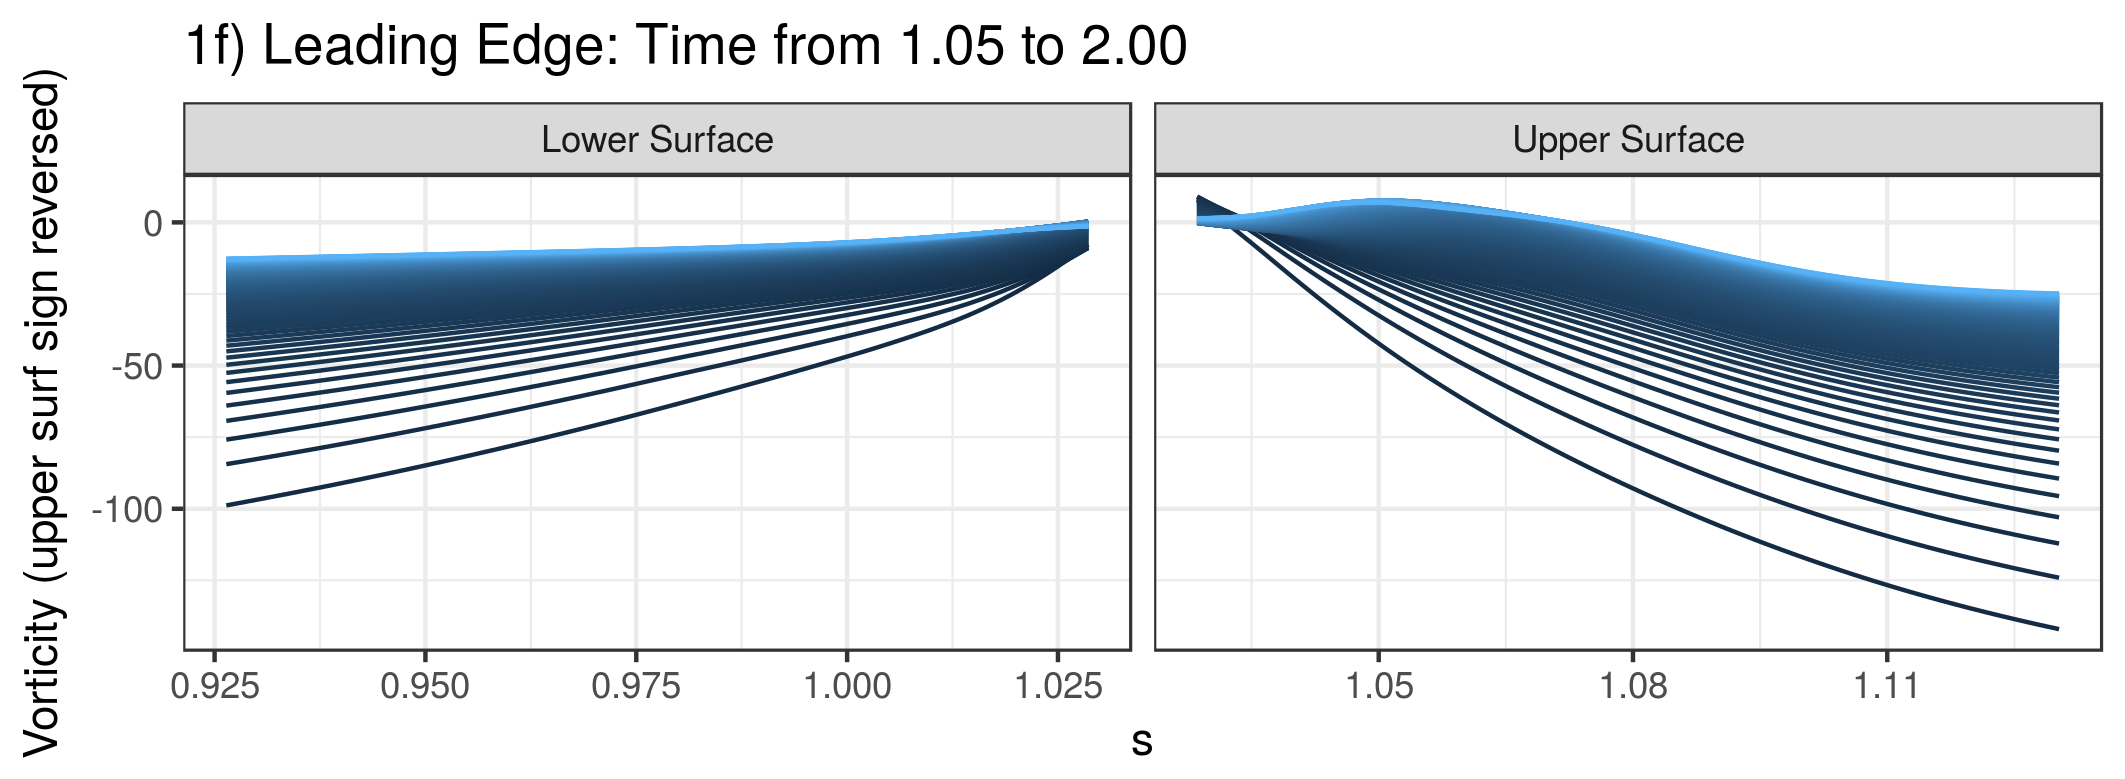 1f) Leading Edge: Time from 1.05 to 2.00
Vorticity (upper surf sign reversed)
Lower Surface
Upper Surface
0
-50
-100
0.925 0.950 0.975 1.000 1.025
1.05 1.08 1.11
s